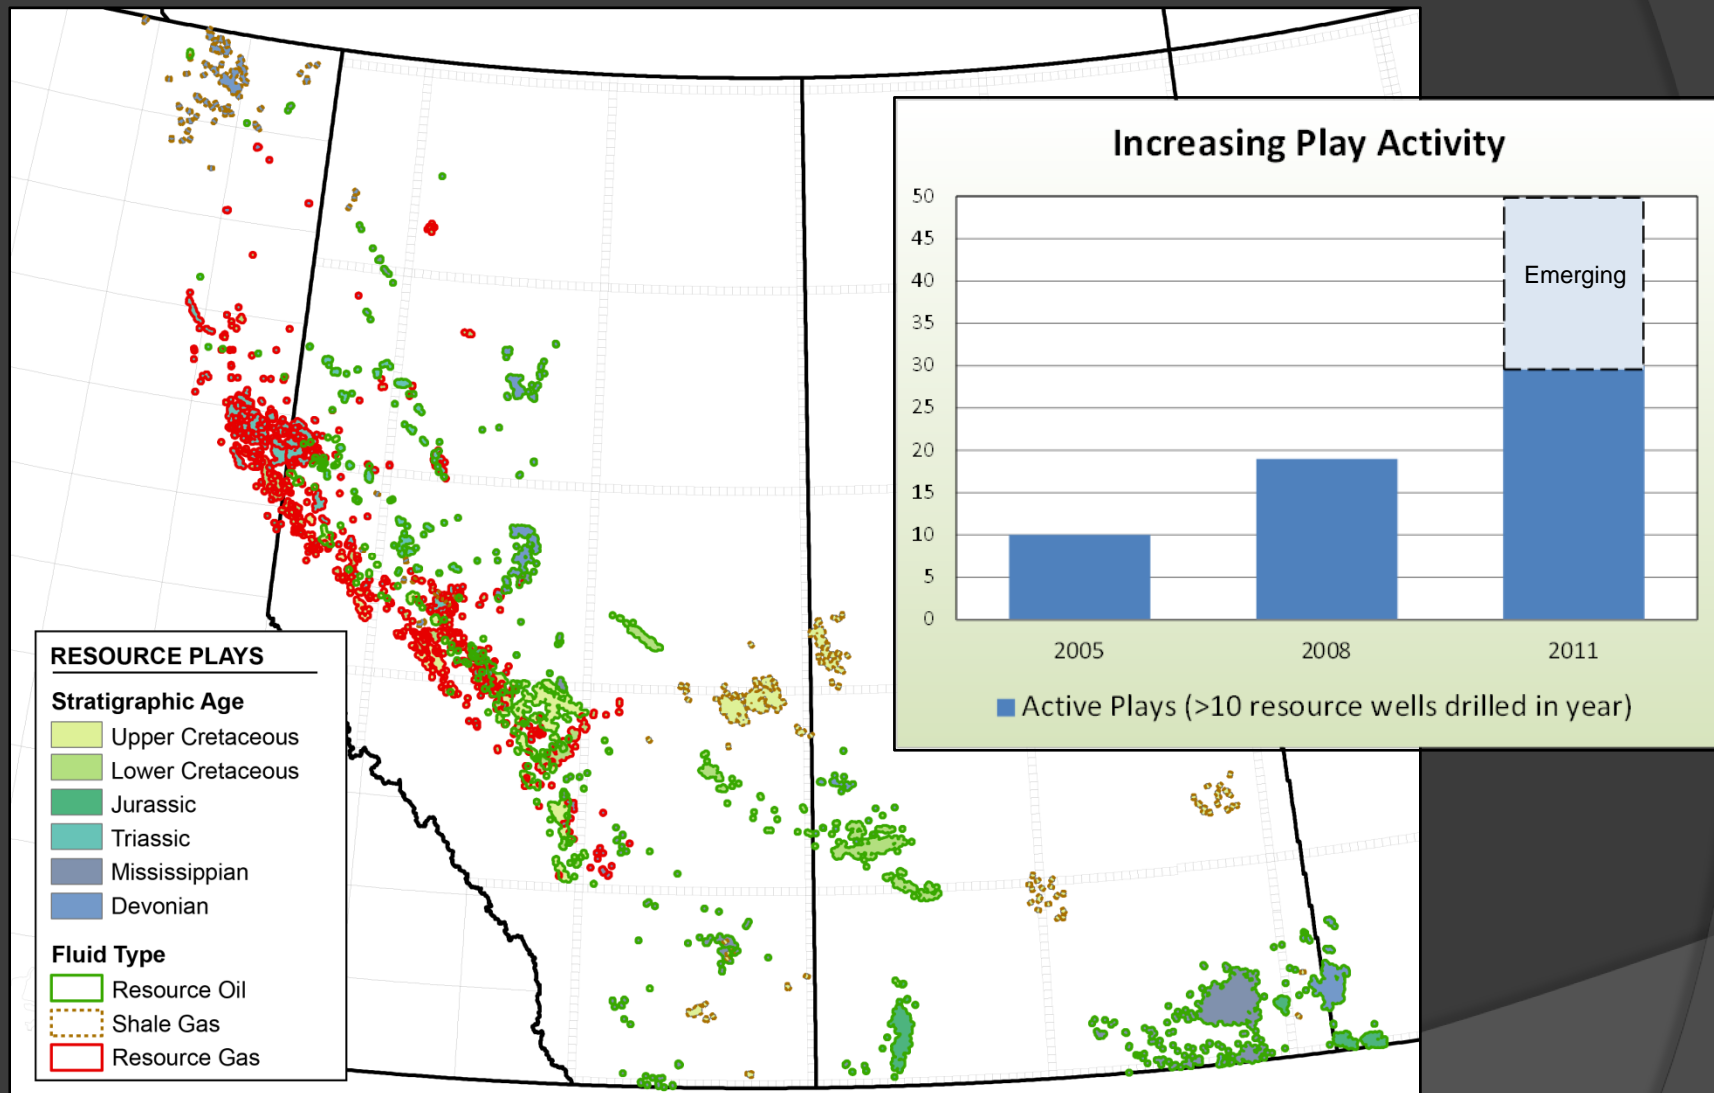 Increasing Play Activity
50
45
40
35
30
25
20
15
10
5
0
Emerging
2005
2008
2011
Active Plays (>10 resource wells drilled in year)
RESOURCE PLAYS
Stratigraphic Age
Upper Cretaceous
Lower Cretaceous
Jurassic
Triassic
Mississippian
Devonian
Fluid Type
Resource Oil
Shale Gas
Resource Gas